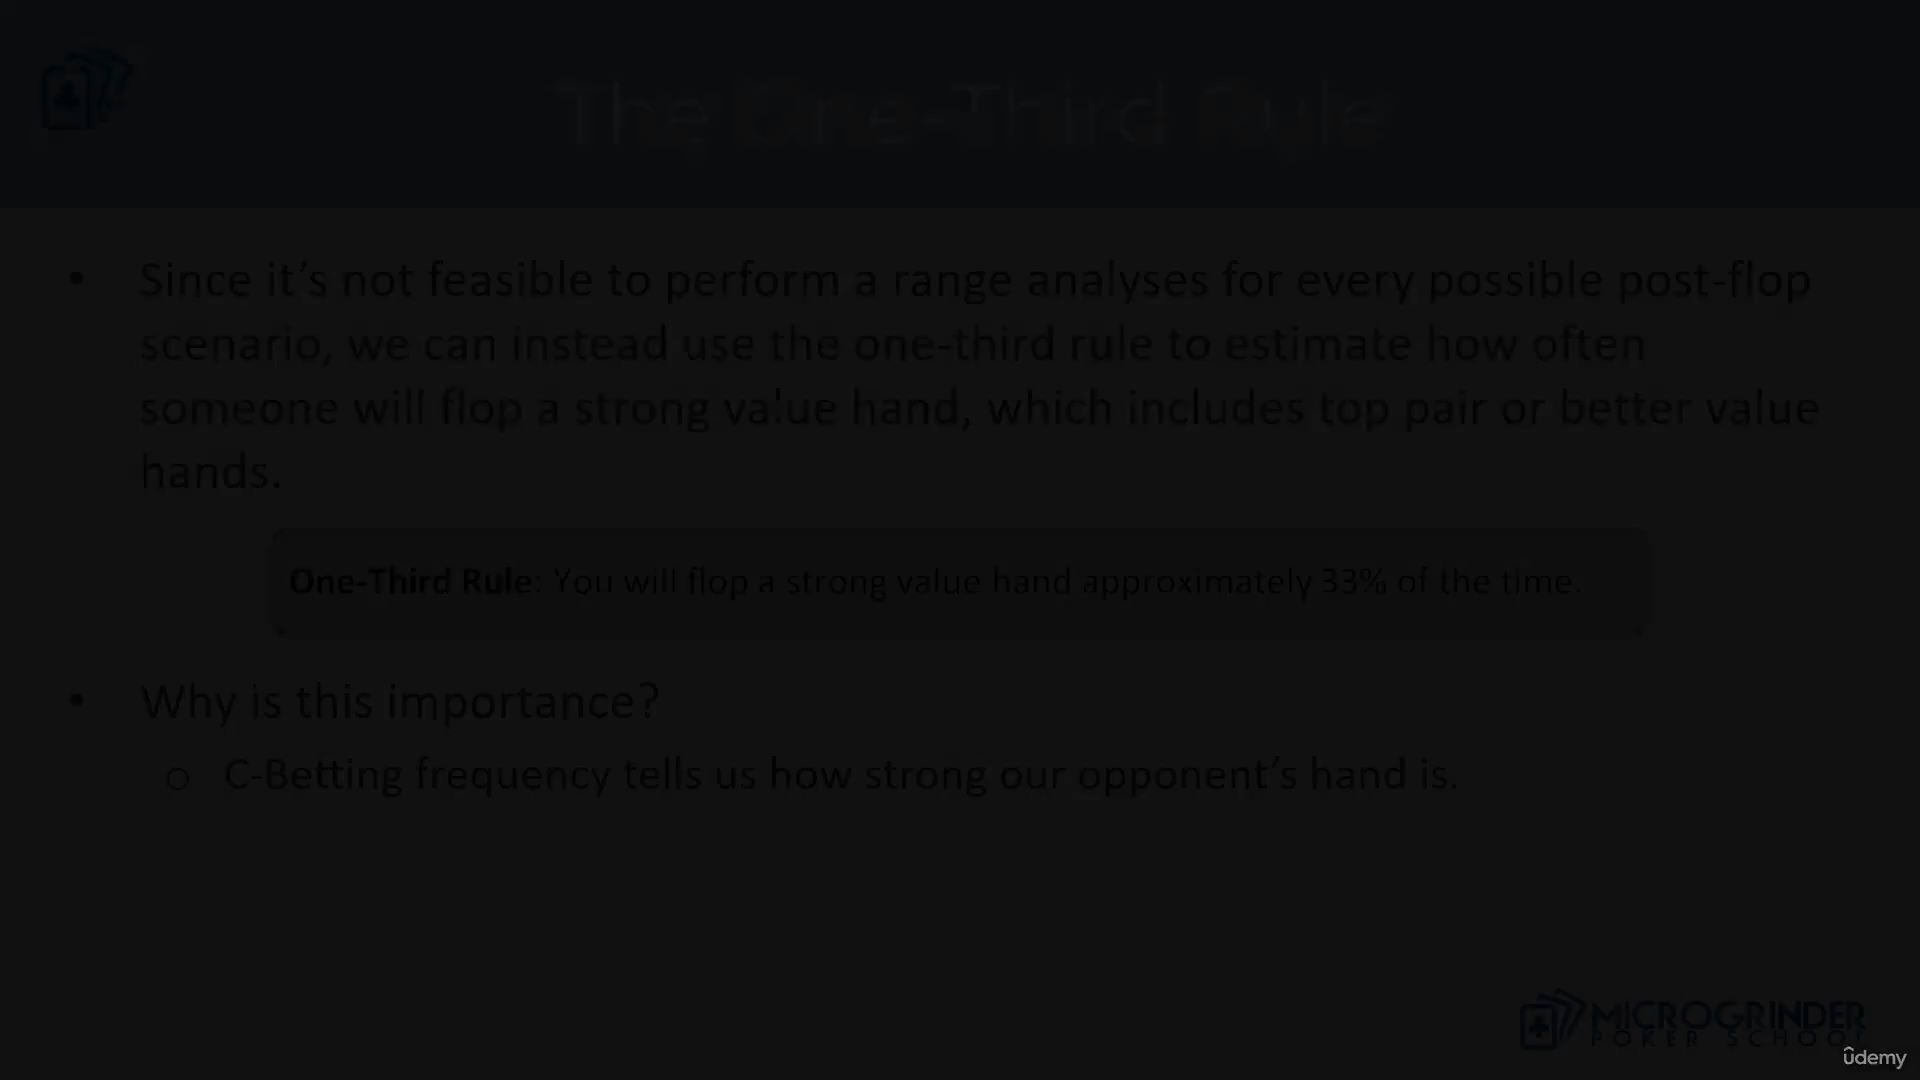 The One-Third Rule
• Since it’s not feasible to perform a range analyses for every possible post-flop
scenario, we can instead use the one-third rule to estimate how often
someone will flop a strong value hand, which includes top pair or better value
hands.
One-Third Rule: You will flop a strong value hand approximately 33% of the time.
• Why is this importance?
o C-Betting frequency tells us how strong our opponent’s hand is.
MICROGRINDER
POKER SCHOOL
ûdemy